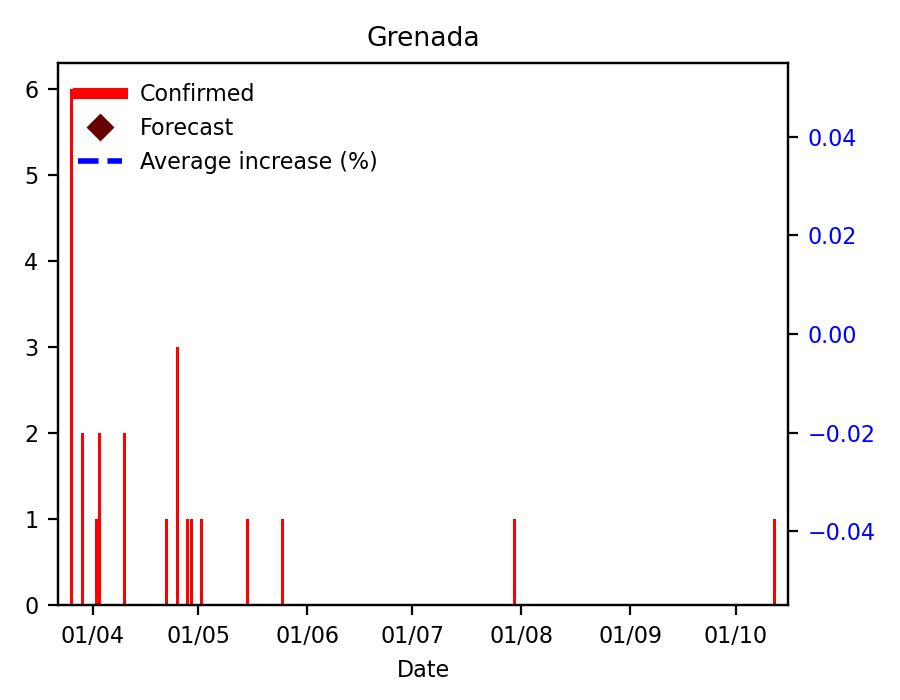 Grenada
Confirmed
Forecast
Average increase (%)
6
5
4
3
2
1
0
0.04
0.02
0.00
−0.02
−0.04
01/04 01/05 01/06 01/07 01/08 01/09 01/10
Date